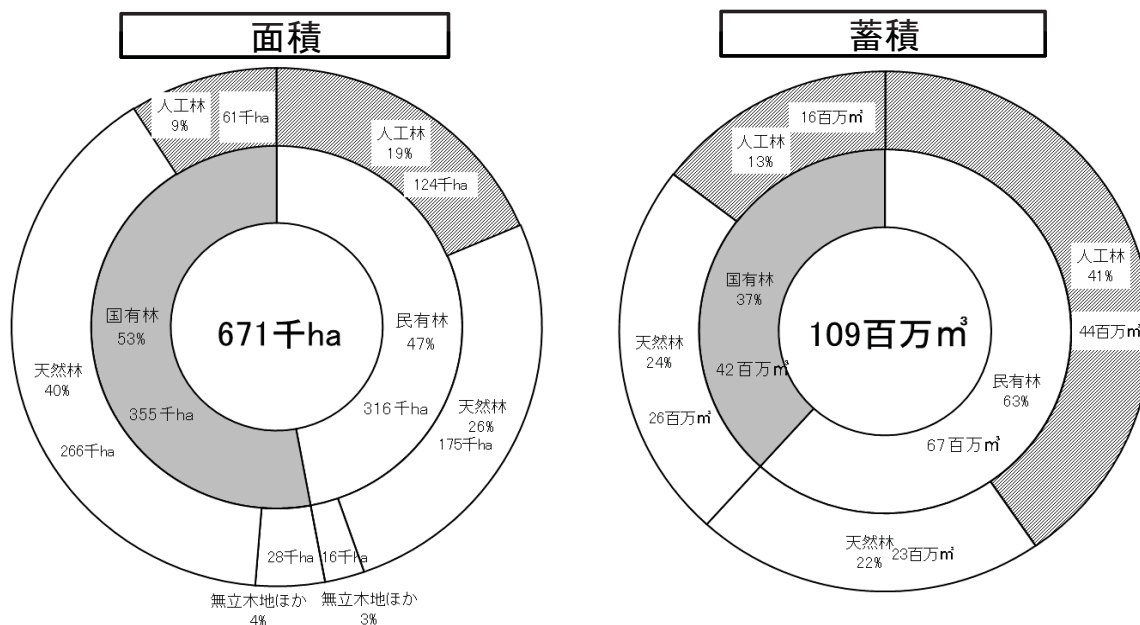 面積
人工林
9%
61千ha
人工林
19%
124千ha
国有林
53%
355千ha
671千ha
民有林
47%
316千ha
天然林
40%
266千ha
天然林
26%
175千ha
28千ha
16千ha
無立木地ほか
4%
無立木地ほか
3%
蓄積
16百万㎥
人工林
13%
人工林
41%
44百万㎥
国有林
37%
42百万㎥
109百万㎥
民有林
63%
67百万㎥
天然林
24%
26百万㎥
天然林
22%
23百万㎥